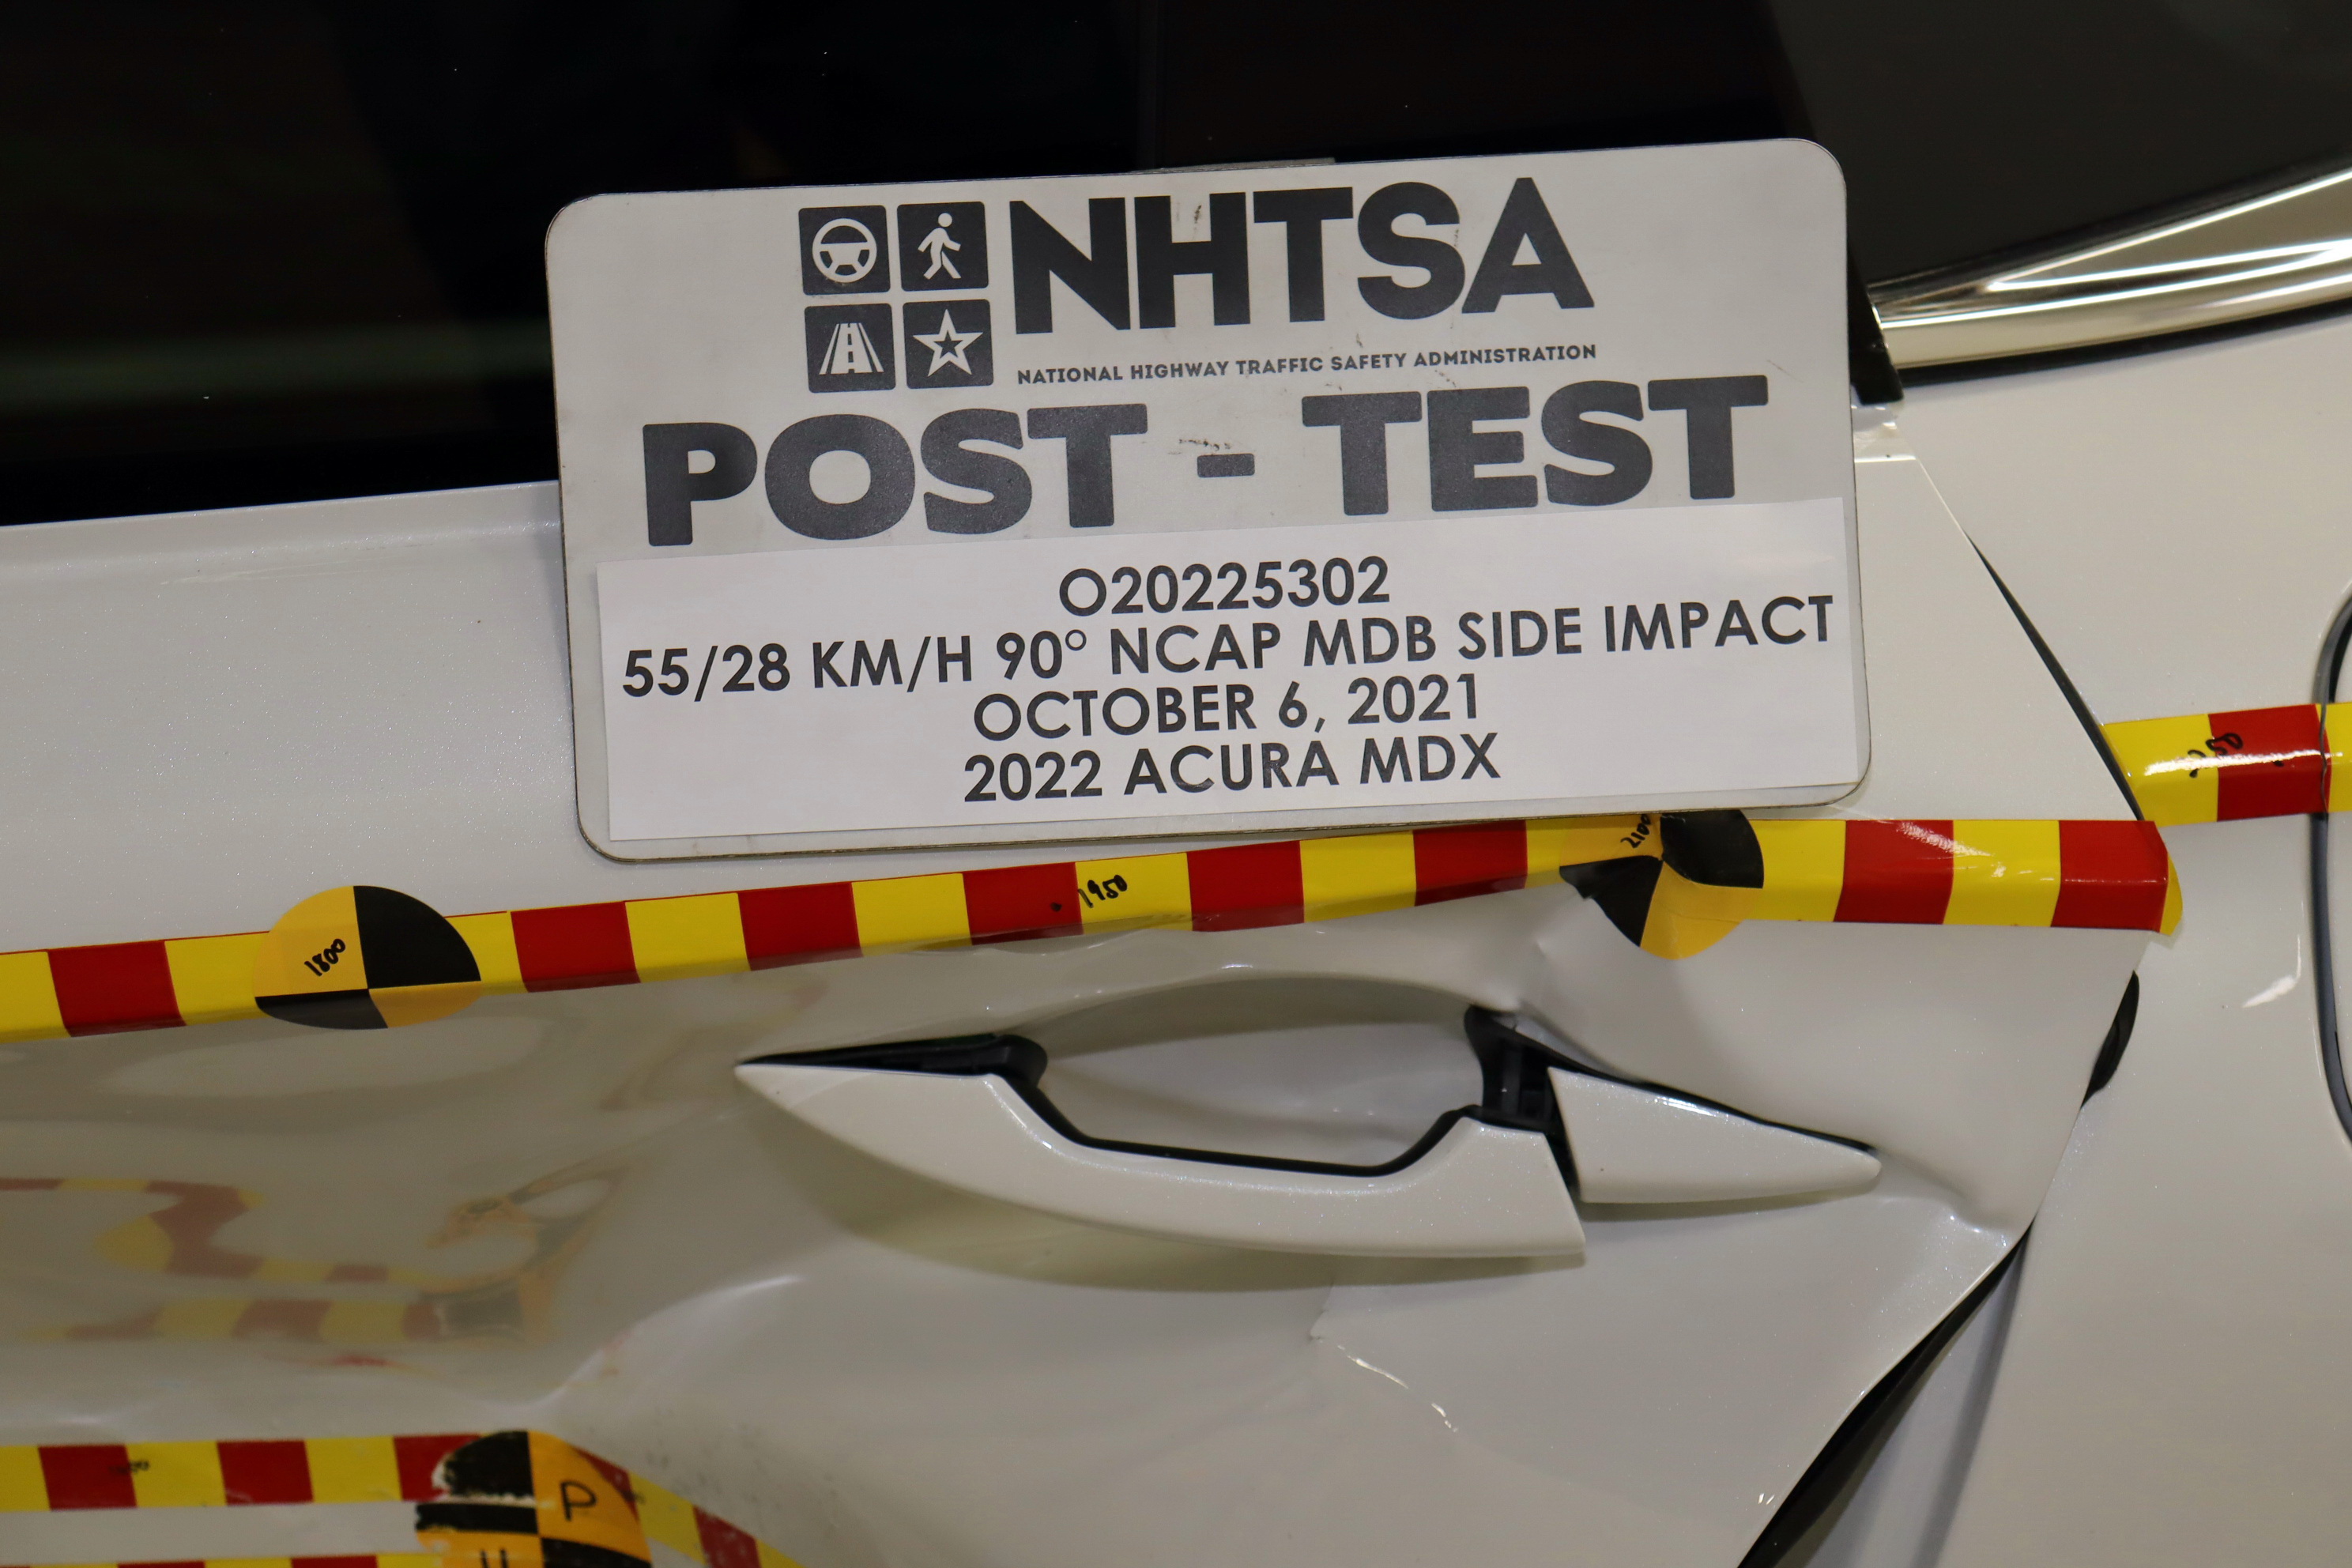 NHTSA
NATIONAL HIGHWAY TRAFFIC SAFETY ADMINISTRATION
POST - TEST
O20225302
55/28 KM/H 90° NCAP MDB SIDE IMPACT
OCTOBER 6, 2021
2022 ACURA MDX
2100
1950
1800
P